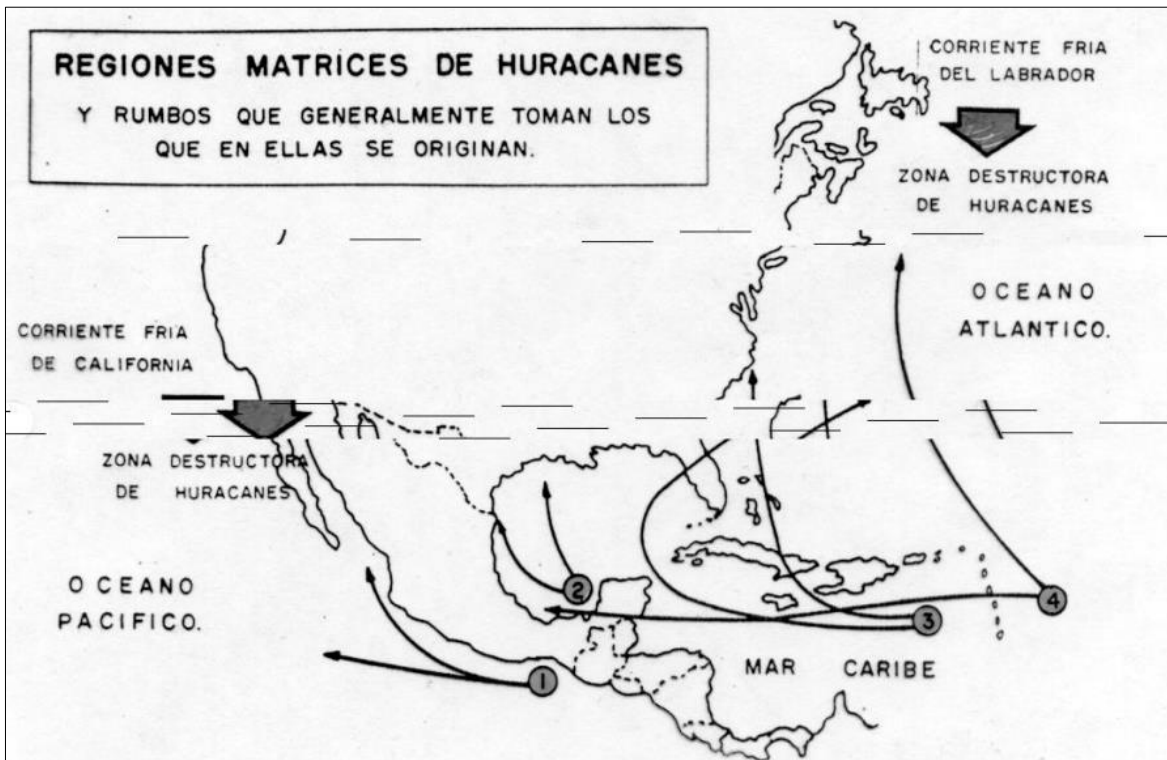 REGIONES MATRICES DE HURACANES
Y RUMBOS QUE GENERALMENTE TOMAN LOS
QUE EN ELLAS SE ORIGINAN.
CORRIENTE FRIA
DEL LABRADOR
ZONA DESTRUCTORA
DE HURACANES
OCEANO
ATLANTICO.
CORRIENTE FRIA
DE CALIFORNIA
ZONA DESTRUCTORA
DE HURACANES
OCEANO
PACIFICO.
2
4
3
1
MAR CARIBE